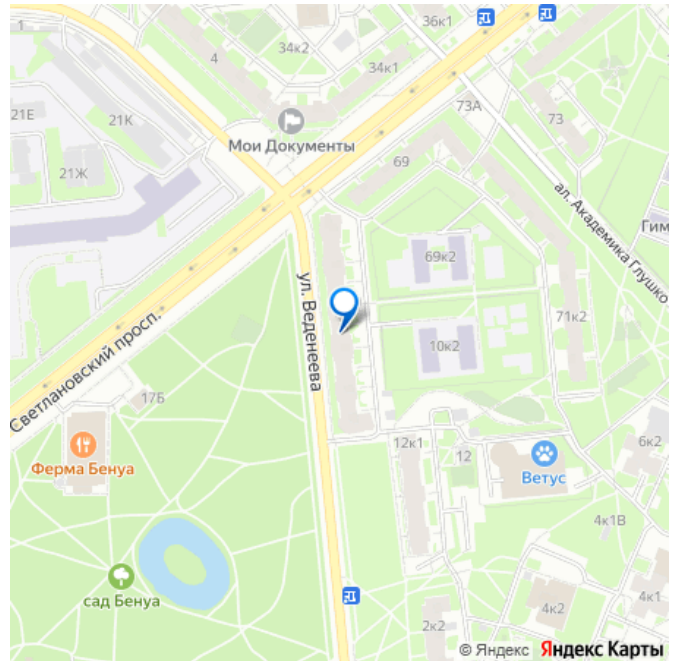 36к1
1
4
34к2
34к1
21Е
21К
73А
73
Мои Документы
21Ж
69
ал. Академика Глушко
Гим
69к2
ул. Веденеева
Светлановский просп.
71к2
10к2
17Б
12к1
12
6к2
Ферма Бенуа
Ветус
4к1В
сад Бенуа
4к2
4к1
2к2
© Яндекс Яндекс Карты